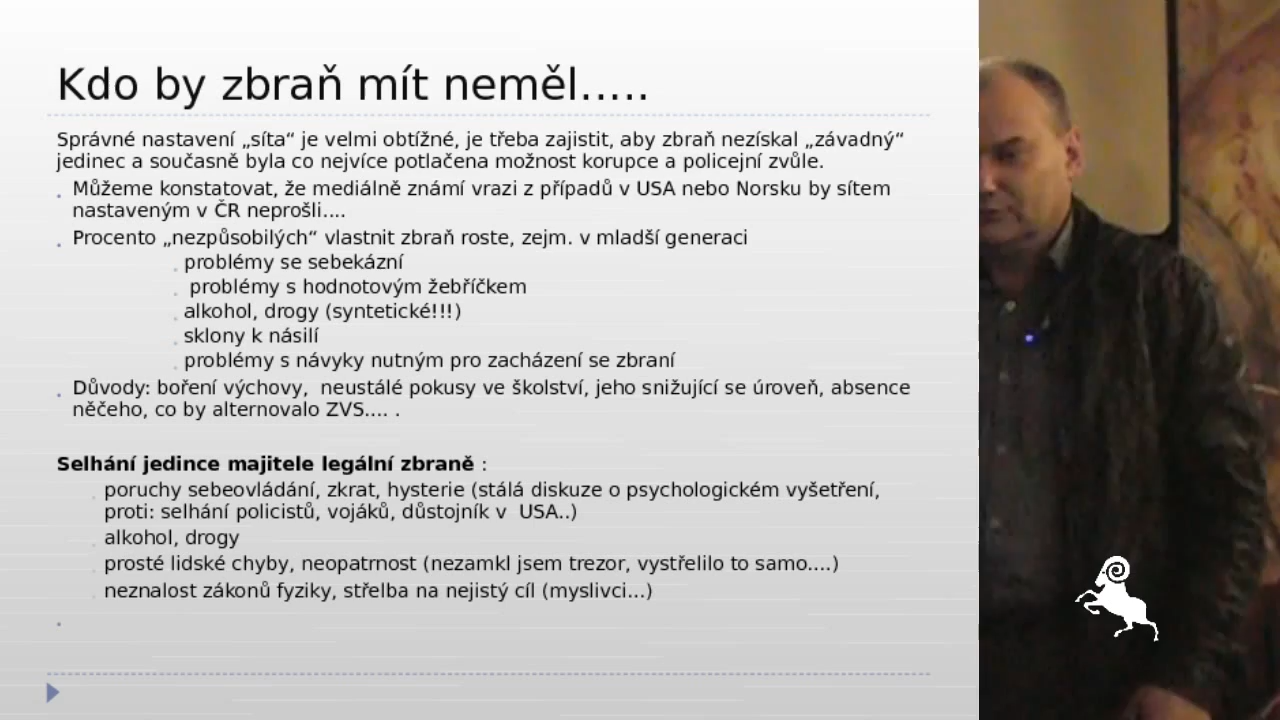 Kdo by zbraň mít neměl.....
Správné nastavení „síta“ je velmi obtížné, je třeba zajistit, aby zbraň nezískal „závadný“
jedinec a současně byla co nejvíce potlačena možnost korupce a policejní zvůle.
Můžeme konstatovat, že mediálně známí vrazi z případů v USA nebo Norsku by sítem
nastaveným v ČR neprošli....
Procento „nezpůsobilých“ vlastnit zbraň roste, zejm. v mladší generaci
problémy se sebekázní
problémy s hodnotovým žebříčkem
alkohol, drogy (syntetické!!!)
sklony k násilí
problémy s návyky nutným pro zacházení se zbraní
Důvody: boření výchovy,  neustálé pokusy ve školství, jeho snižující se úroveň, absence
něčeho, co by alternovalo ZVS.... .
Selhání jedince majitele legální zbraně :
poruchy sebeovládání, zkrat, hysterie (stálá diskuze o psychologickém vyšetření,
proti: selhání policistů, vojáků, důstojník v  USA..)
alkohol, drogy
prosté lidské chyby, neopatrnost (nezamkl jsem trezor, vystřelilo to samo....)
neznalost zákonů fyziky, střelba na nejistý cíl (myslivci...)